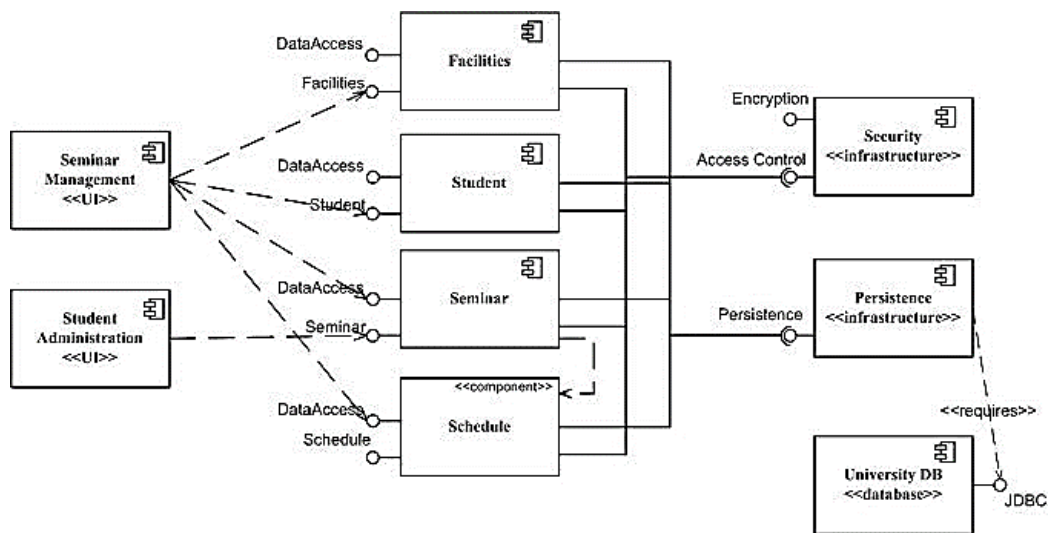 DataAccess
Facilities
Facilities
Encryption
Security
<<infrastructure>>
Seminar
Management
<<UI>>
DataAccess
Student
Student
Access Control
DataAccess
Seminar
Seminar
Persistence
<<infrastructure>>
Persistence
Student
Administration
<<UI>>
<<component>>
DataAccess
Schedule
Schedule
<<requires>>
University DB
<<database>>
JDBC